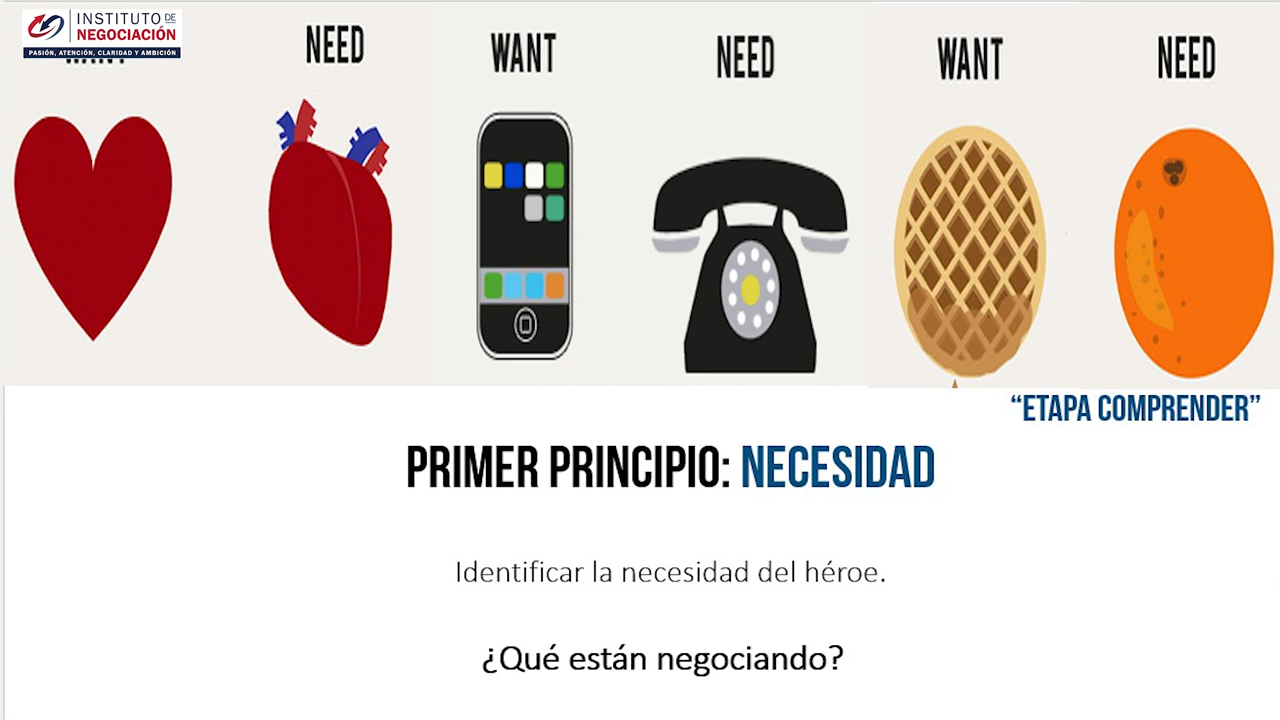 INSTITUTO DE
NEGOCIACIÓN
PASIÓN, ATENCIÓN, CLARIDAD Y AMBICIÓN
WANT
NEED
WANT
NEED
WANT
NEED
“ETAPA COMPRENDER”
PRIMER PRINCIPIO: NECESIDAD
Identificar la necesidad del héroe.
¿Qué están negociando?